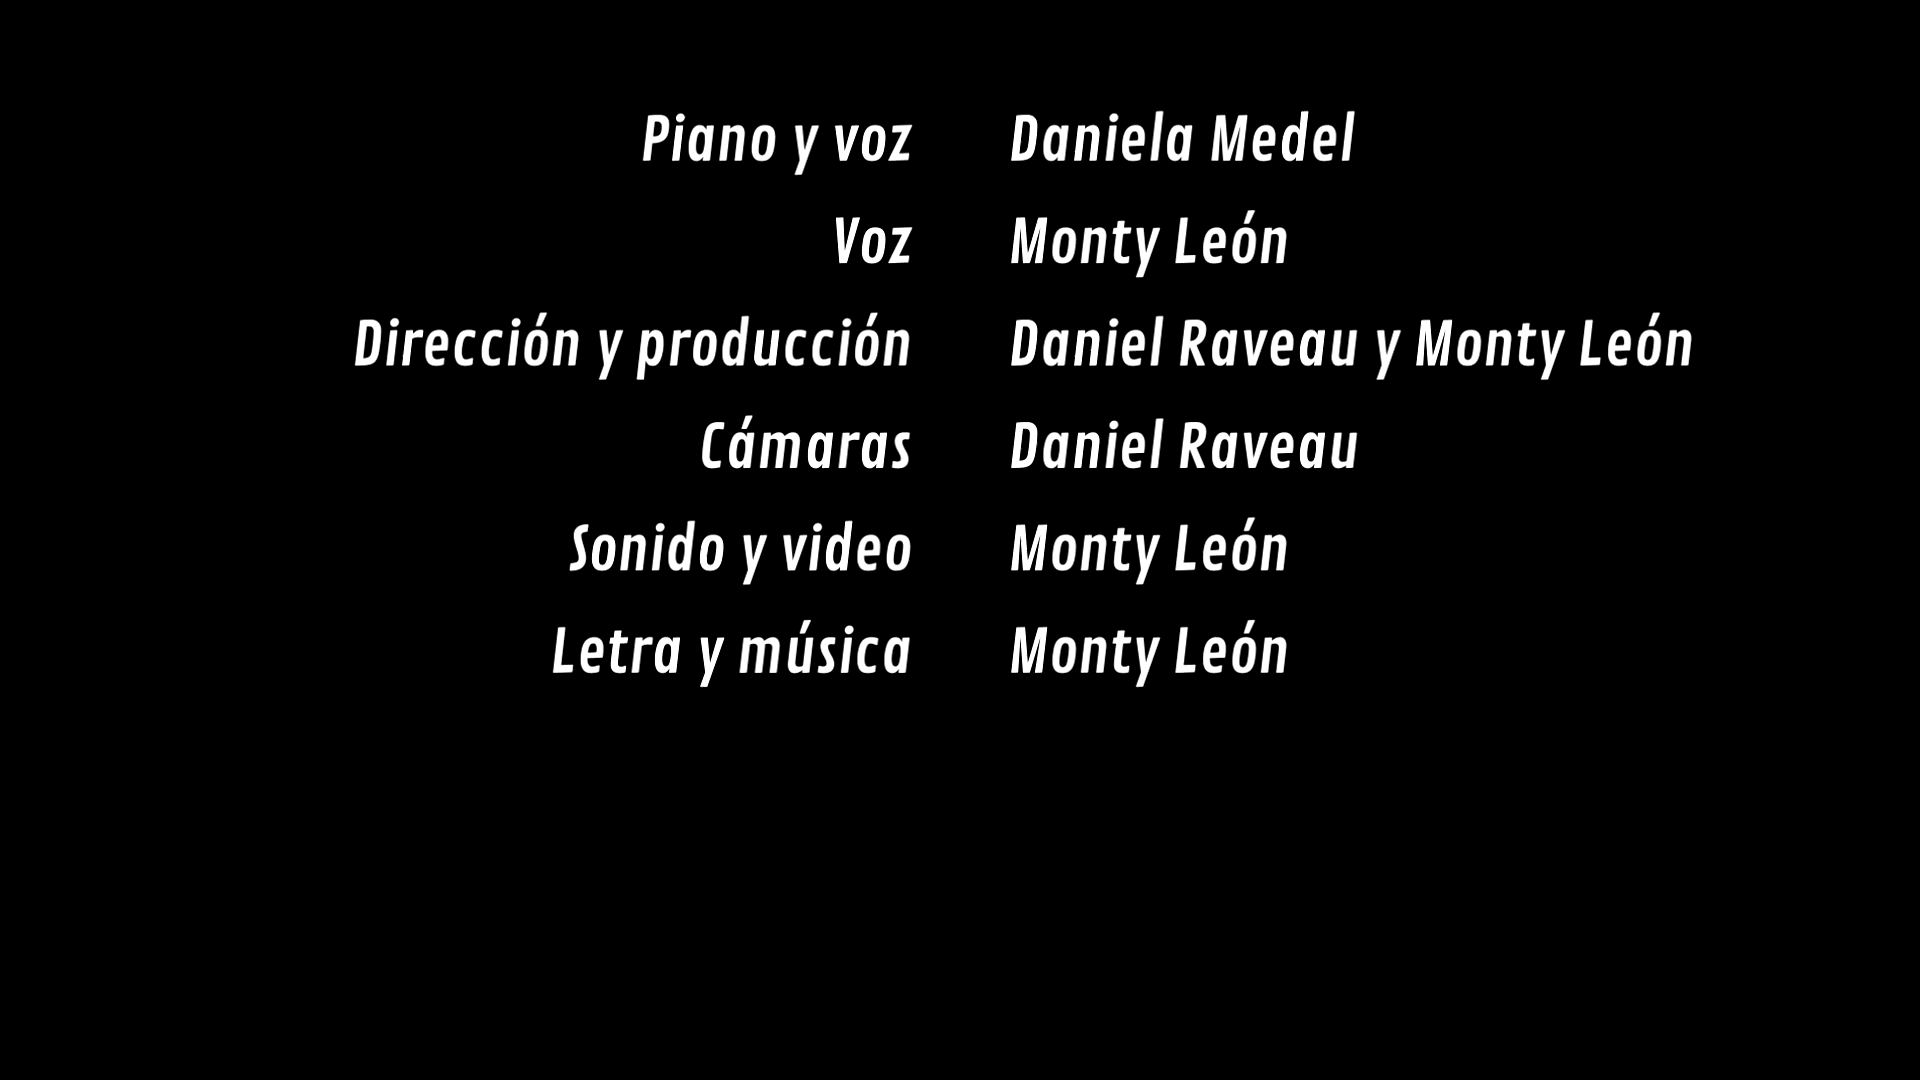 Piano y voz Daniela Medel
Voz Monty León
Dirección y producción Daniel Raveau y Monty León
Cámaras Daniel Raveau
Sonido y video Monty León
Letra y música Monty León